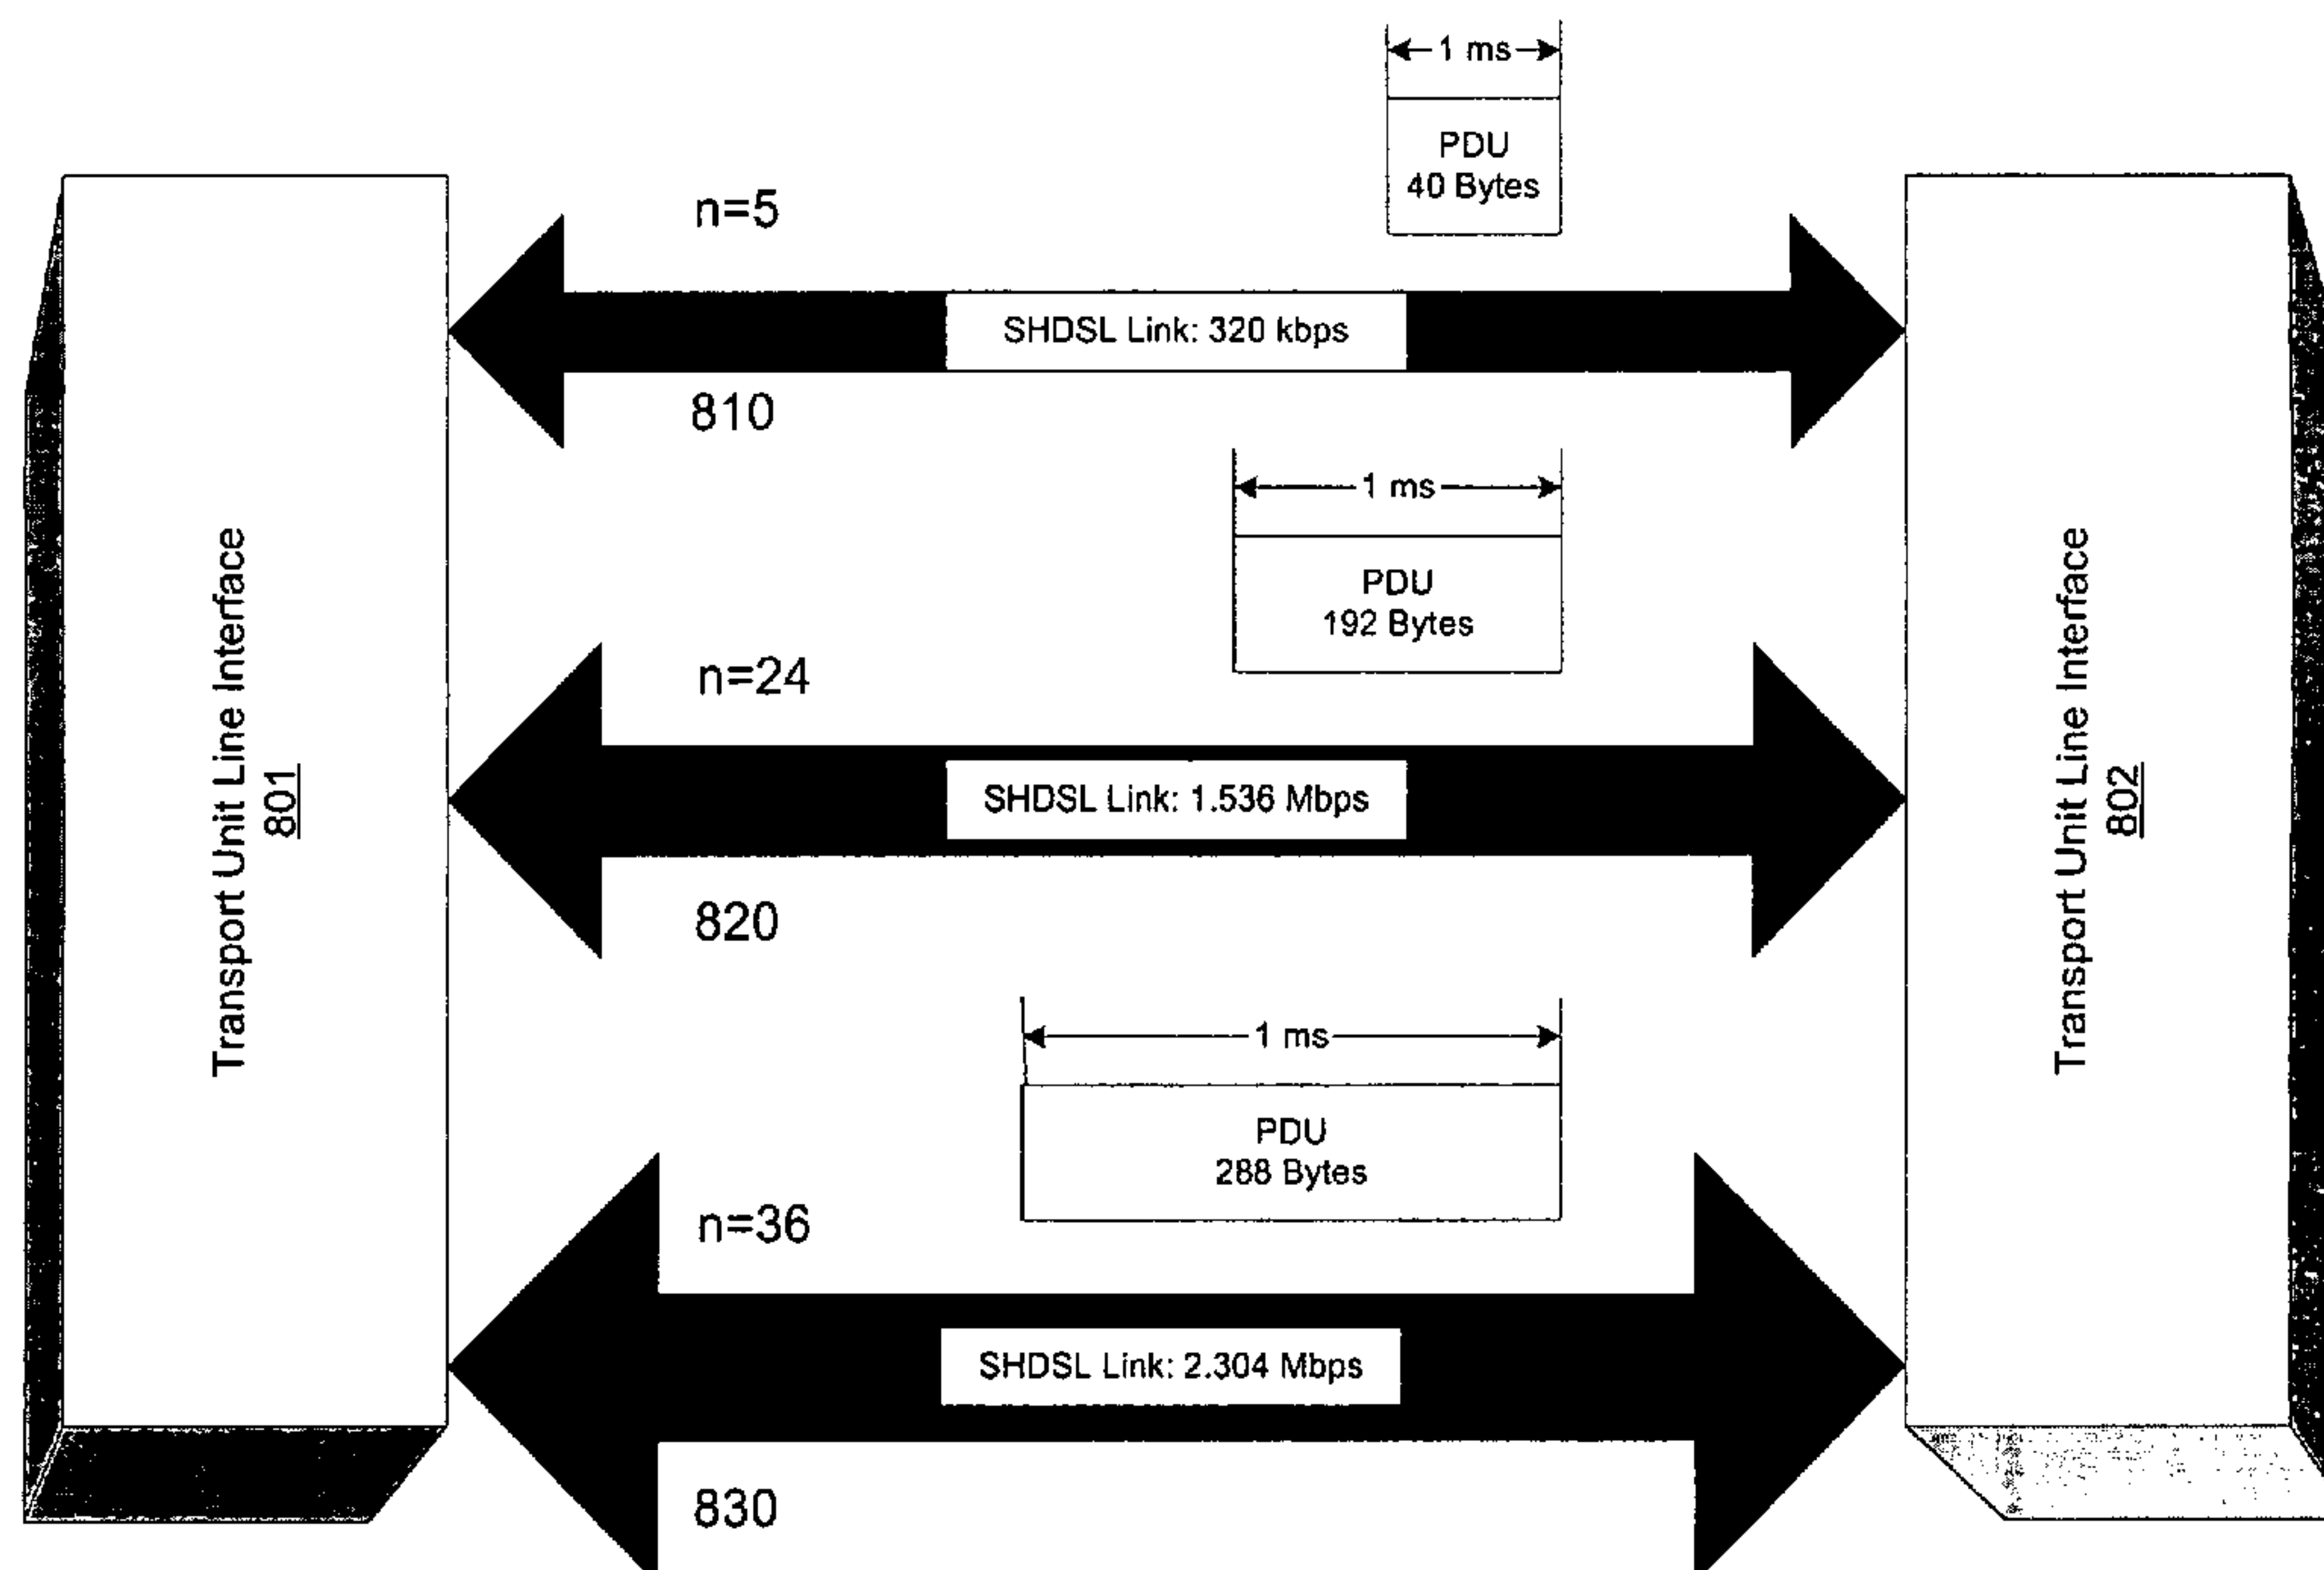 1 ms
PDU
40 Bytes
n=5
SHDSL Link: 320 kbps
810
1 ms
PDU
192 Bytes
n=24
SHDSL Link: 1.536 Mbps
820
1 ms
PDU
288 Bytes
n=36
SHDSL Link: 2.304 Mbps
830
Transport Unit Line Interface
801
Transport Unit Line Interface
802